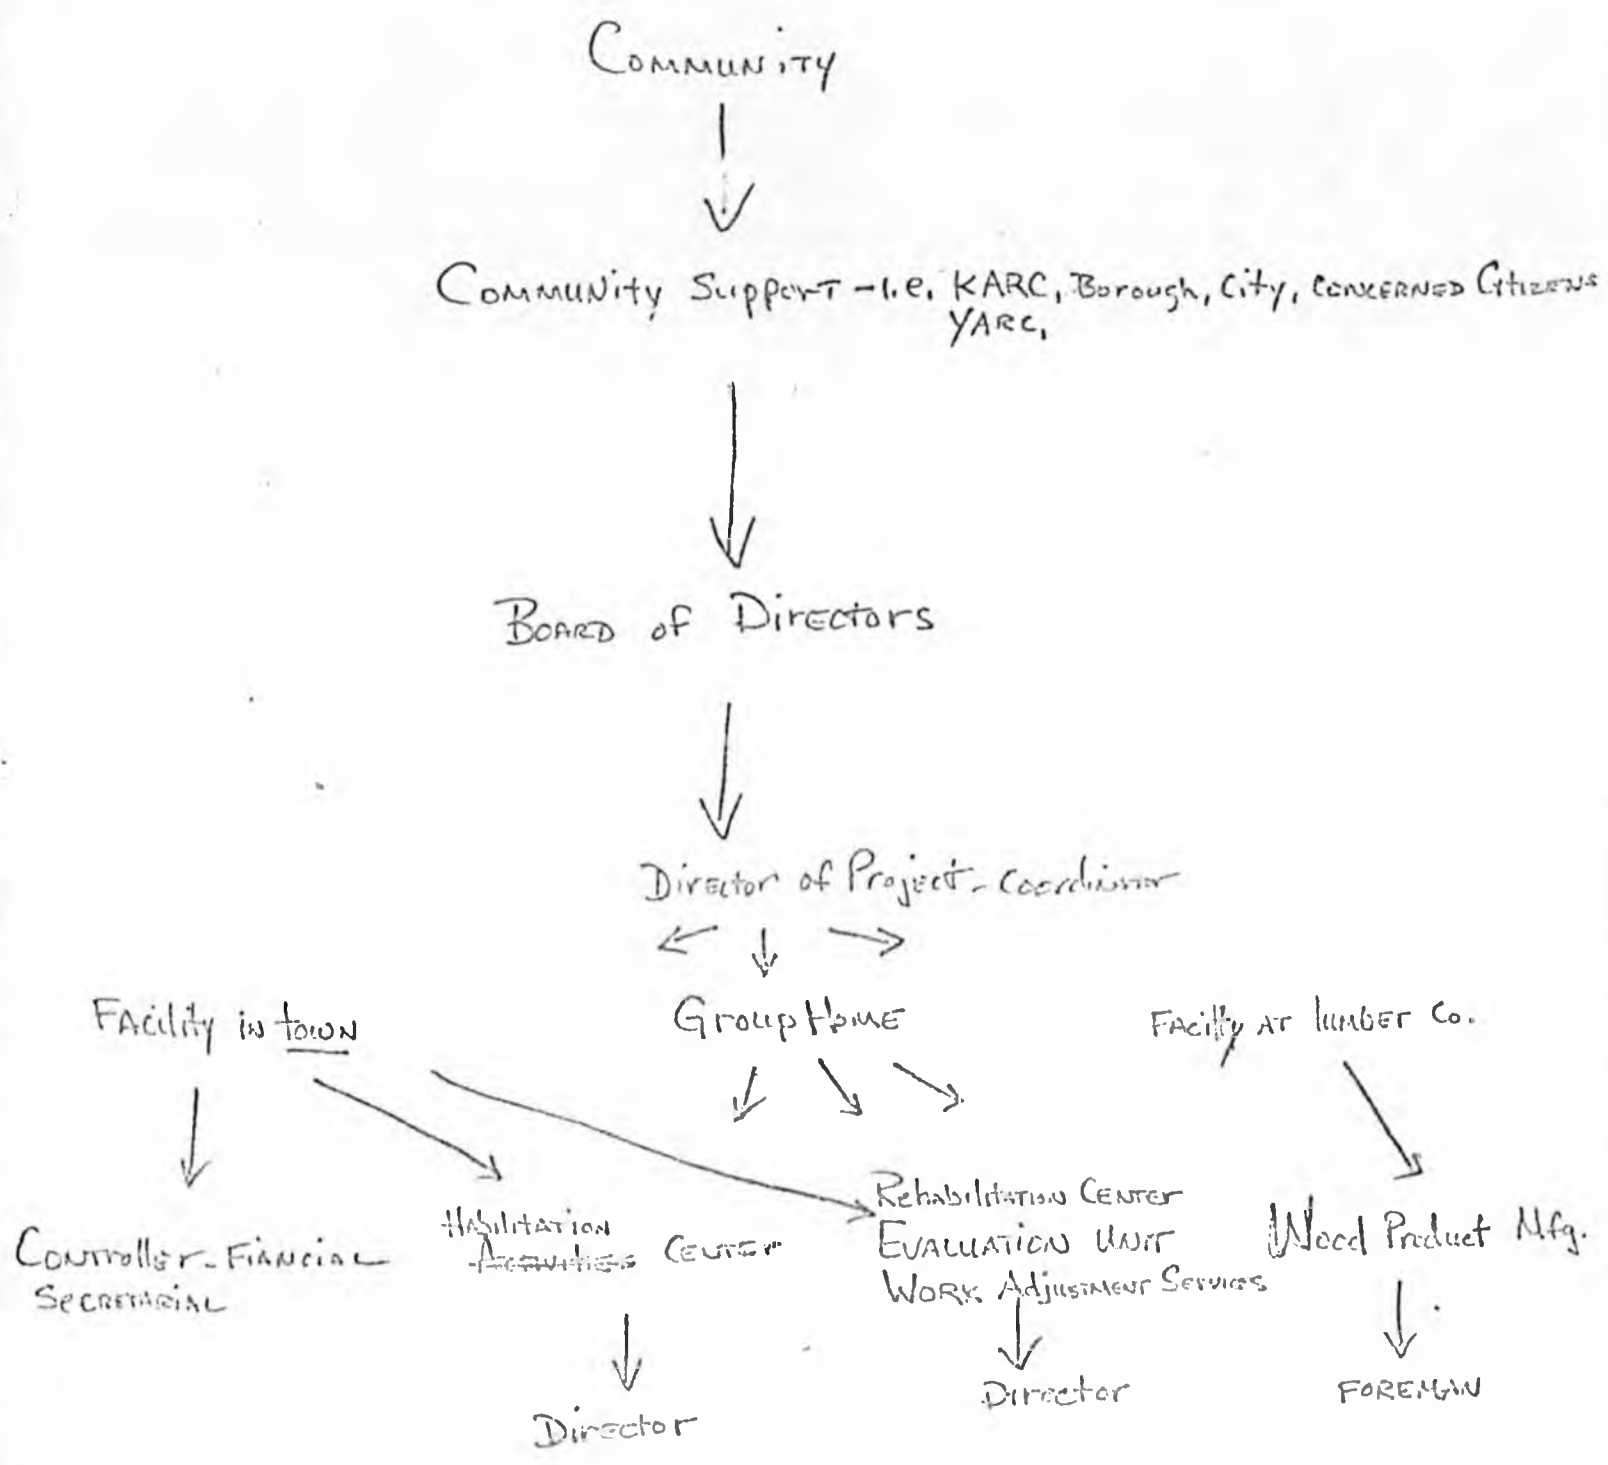 Community
Community Support - i.e. KARC, Borough, City, Concerned Citizens
YARC,
Board of Directors
Director of Project - Coordinator
Facility in town
Group Home
Facility at lumber Co.
Controller - Fiancial
Secretarial
Habilitation
Activities Center
Rehabilitation Center
Evaluation Unit
Work Adjustment Services
Wood Product Mfg.
Director
Director
Foreman